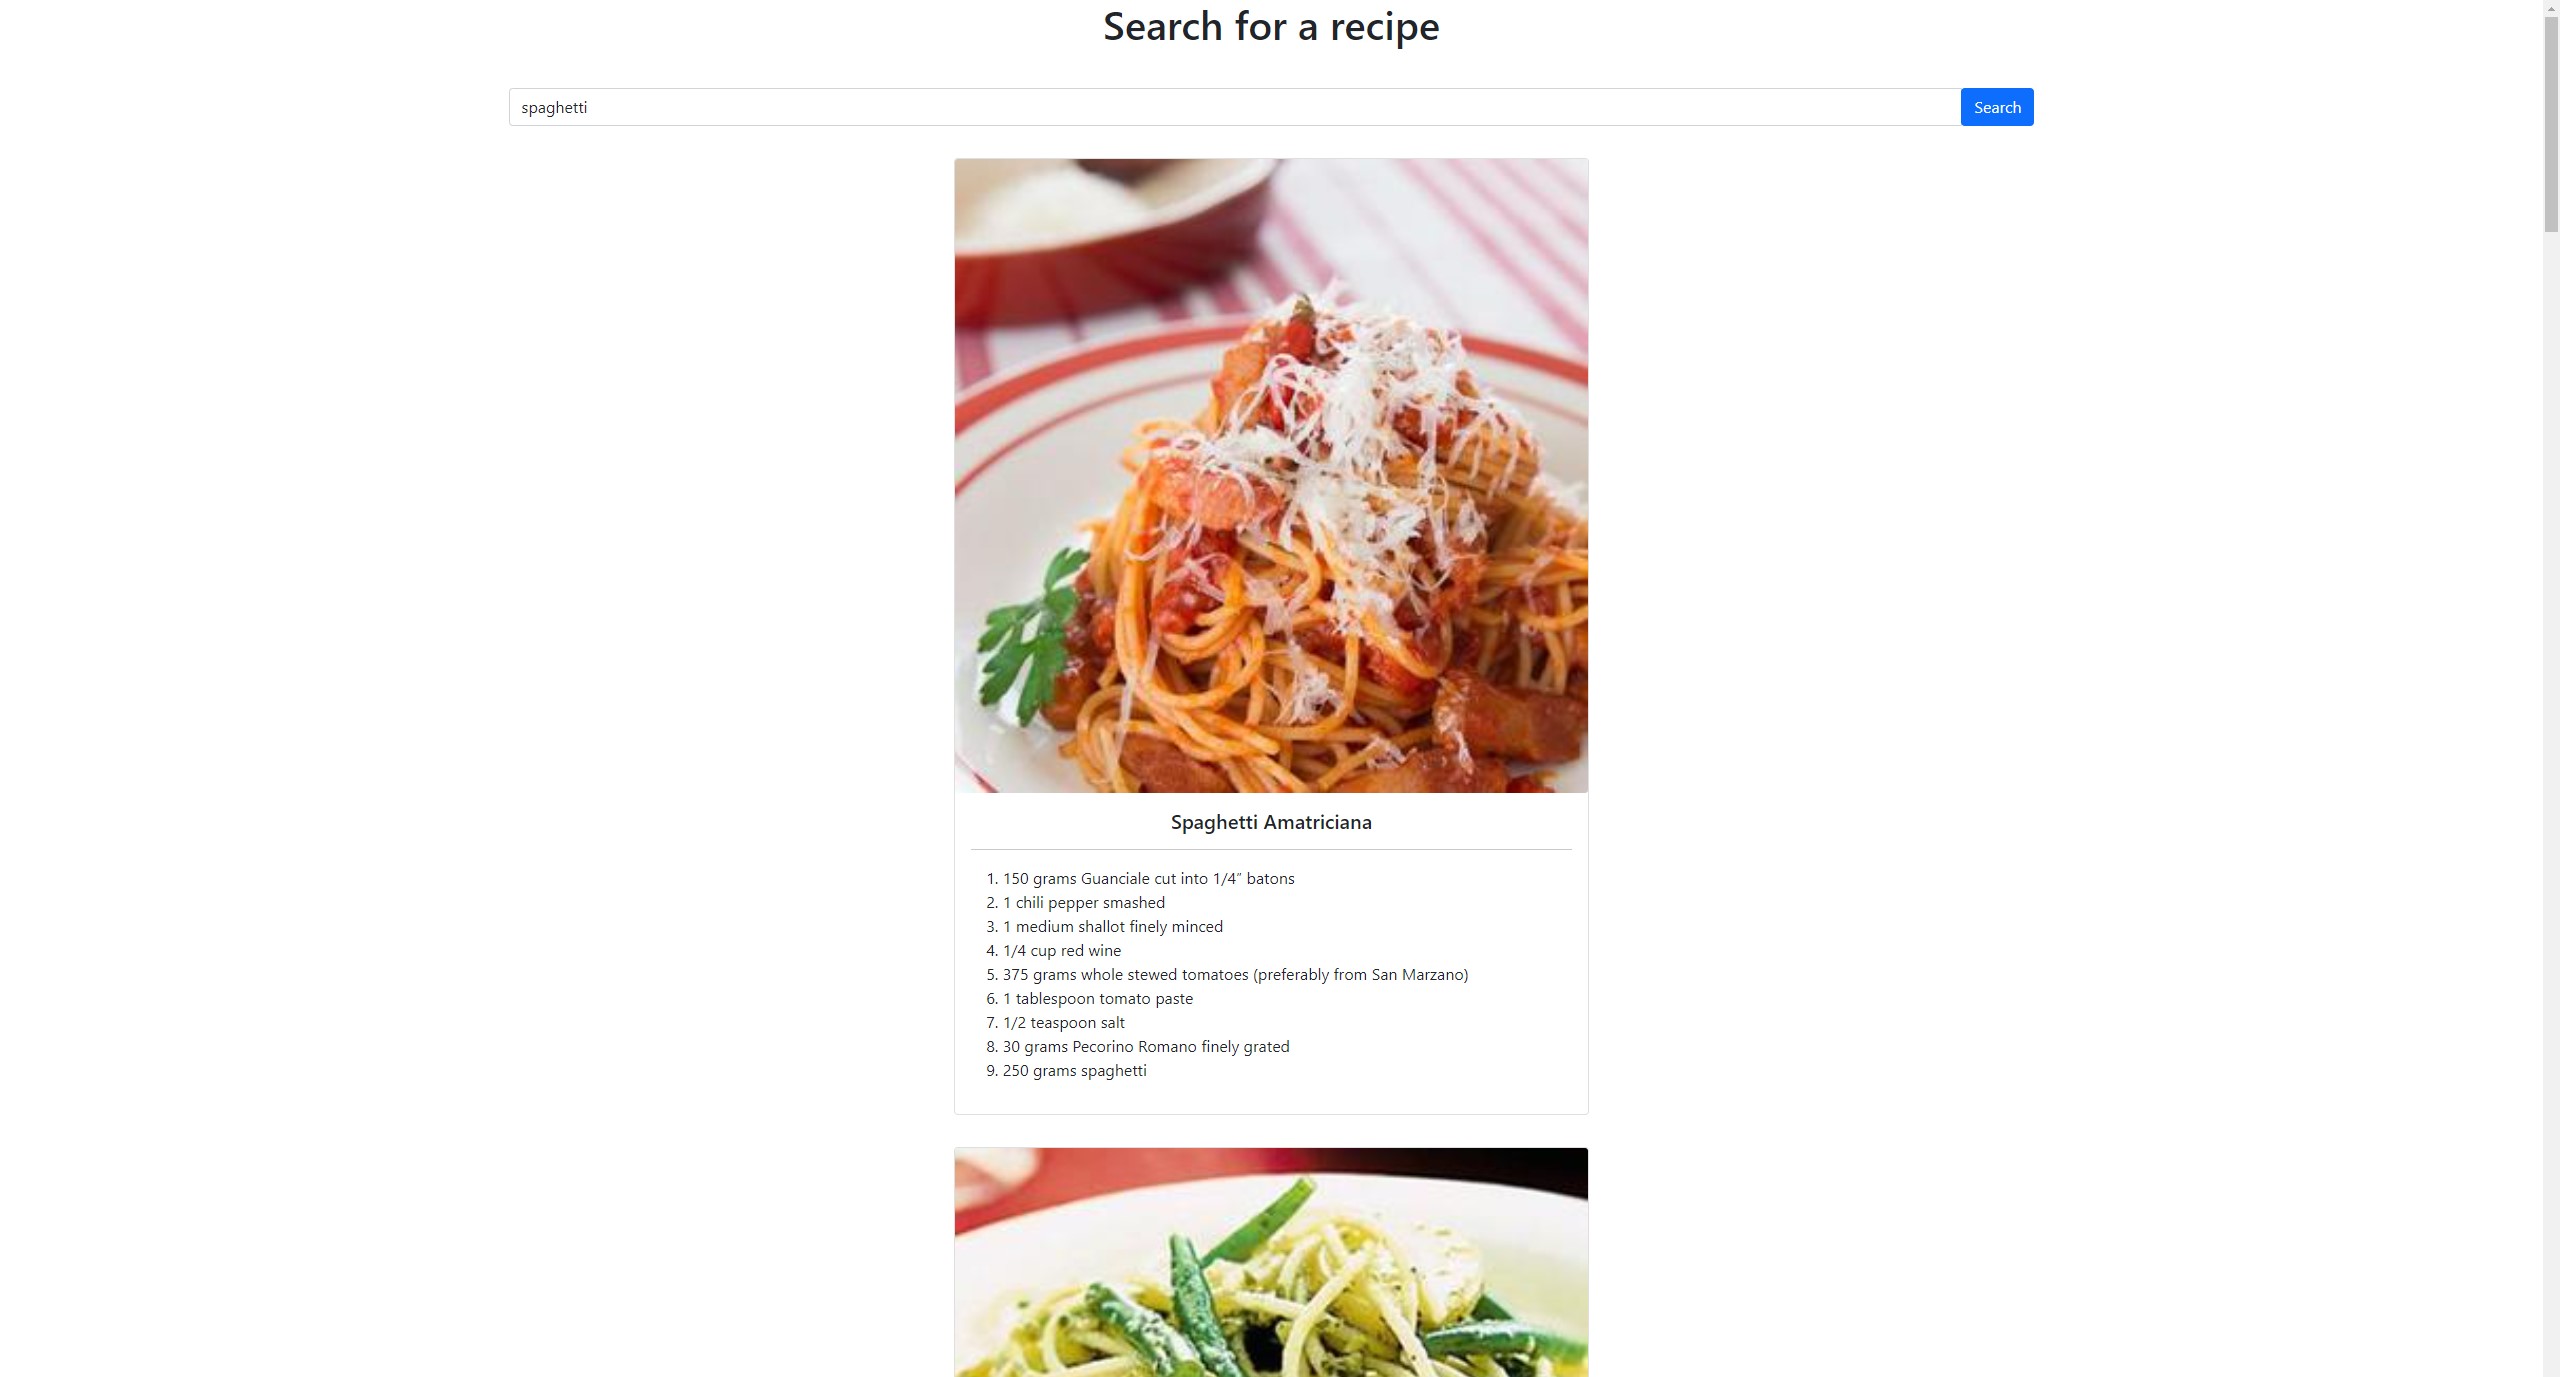 Search for a recipe
spaghetti
Search
Spaghetti Amatriciana
1. 150 grams Guanciale cut into 1/4” batons
2. 1 chili pepper smashed
3. 1 medium shallot finely minced
4. 1/4 cup red wine
5. 375 grams whole stewed tomatoes (preferably from San Marzano)
6. 1 tablespoon tomato paste
7. 1/2 teaspoon salt
8. 30 grams Pecorino Romano finely grated
9. 250 grams spaghetti